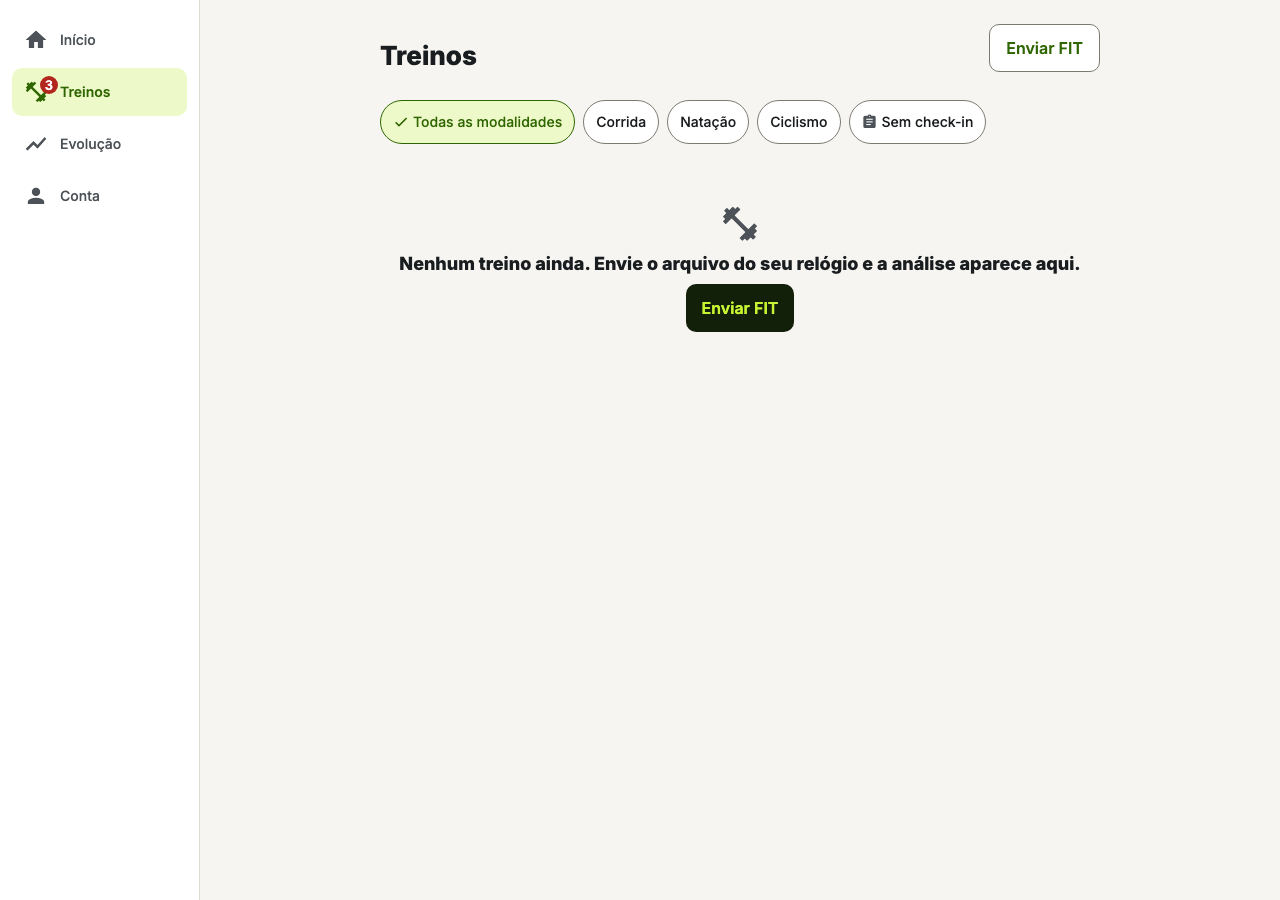 Início
3
Treinos
Evolução
Conta
Treinos
Enviar FIT
Todas as modalidades
Corrida
Natação
Ciclismo
Sem check-in
Nenhum treino ainda. Envie o arquivo do seu relógio e a análise aparece aqui.
Enviar FIT